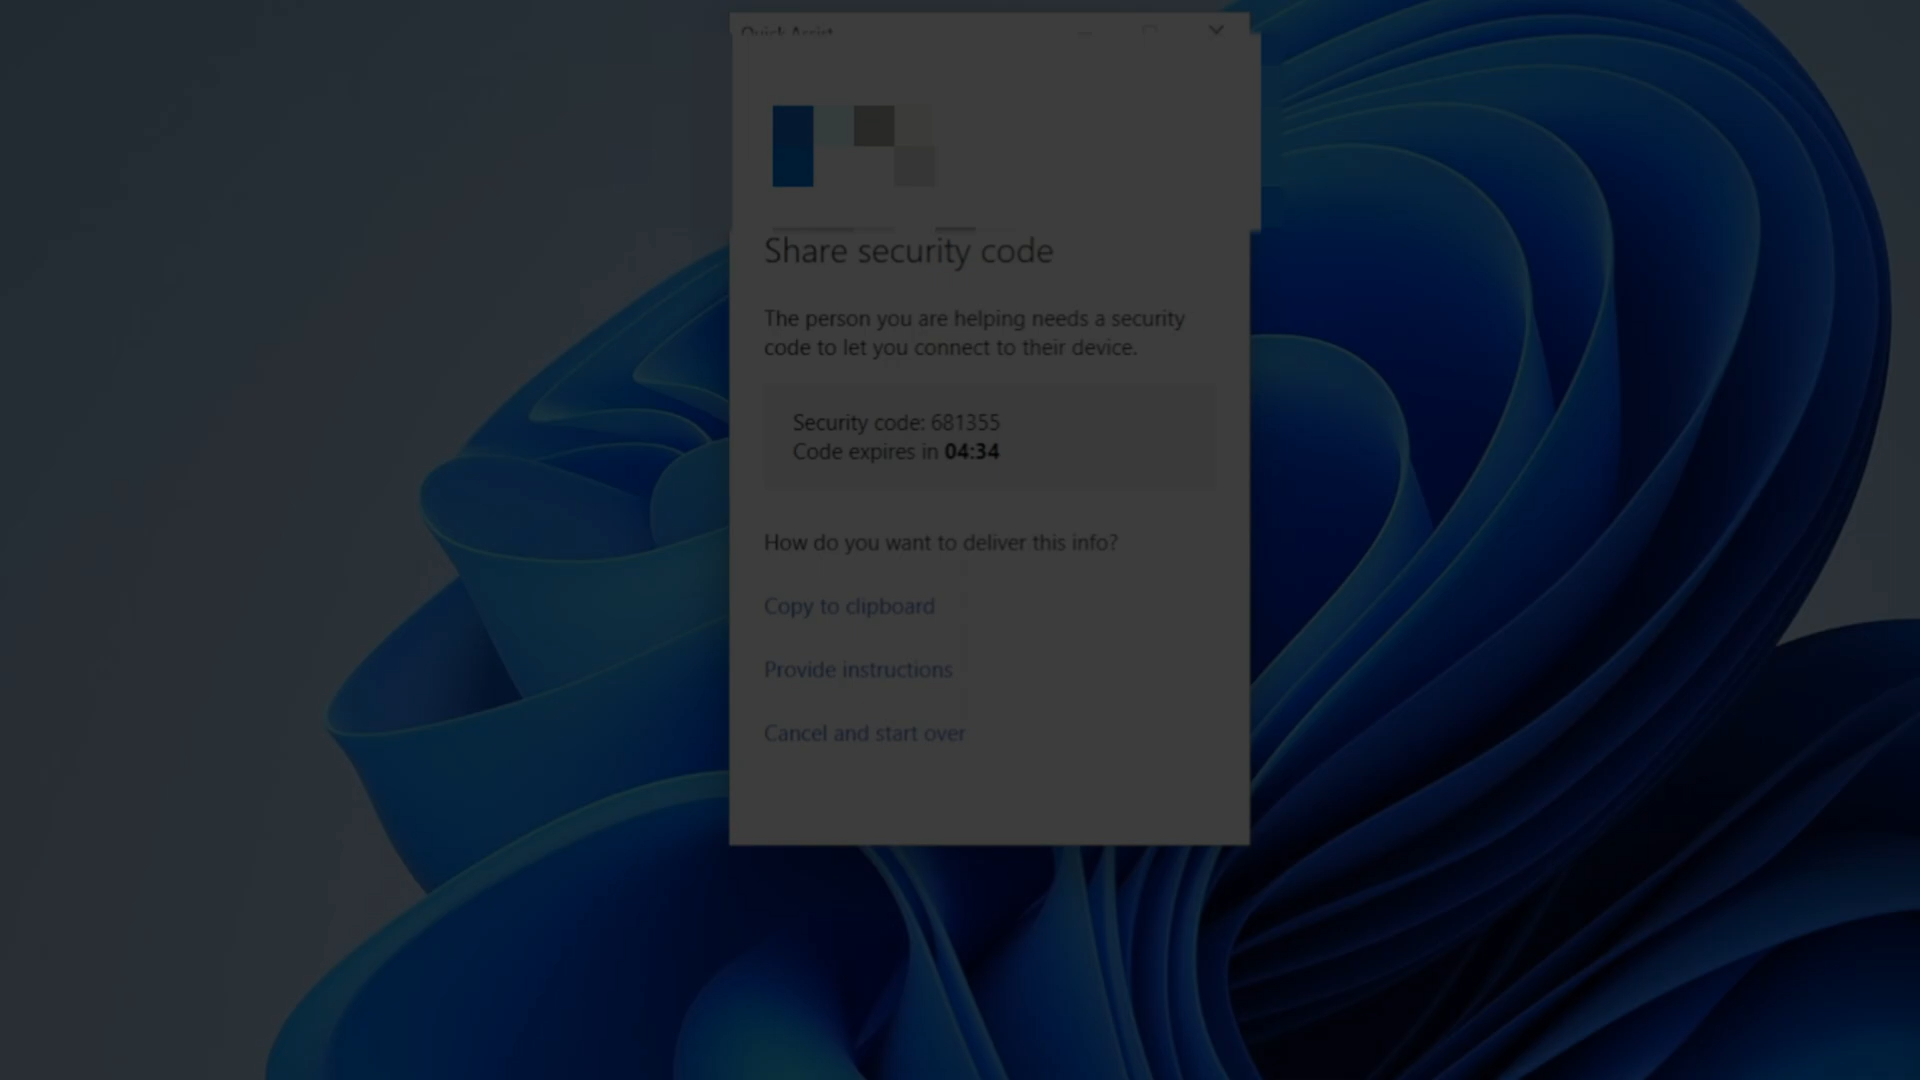 Quick Assist
Share security code
The person you are helping needs a security
code to let you connect to their device.
Security code: 681355
Code expires in 04:34
How do you want to deliver this info?
Copy to clipboard
Provide instructions
Cancel and start over